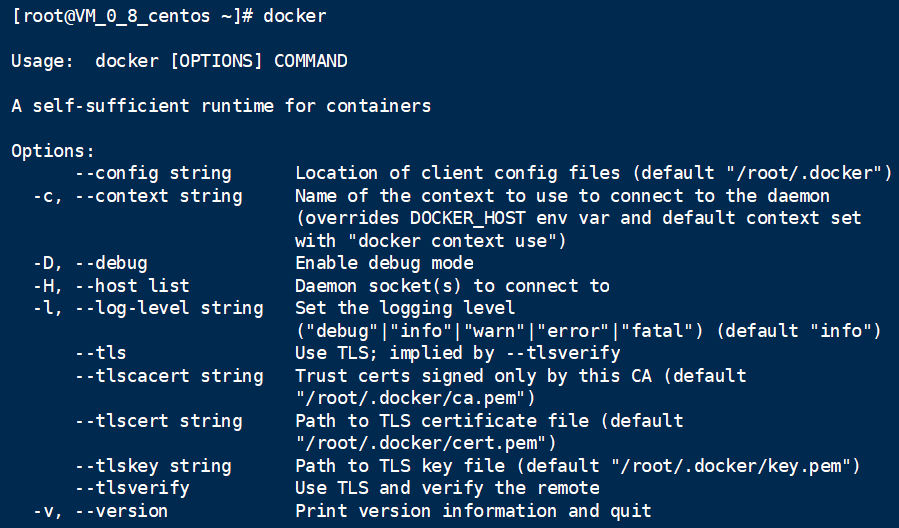 [root@VM_0_8_centos ~]# docker
Usage:  docker [OPTIONS] COMMAND
A self-sufficient runtime for containers
Options:
      --config string      Location of client config files (default "/root/.docker")
  -c, --context string     Name of the context to use to connect to the daemon
                           (overrides DOCKER_HOST env var and default context set
                           with "docker context use")
  -D, --debug              Enable debug mode
  -H, --host list          Daemon socket(s) to connect to
  -l, --log-level string   Set the logging level
                           ("debug"|"info"|"warn"|"error"|"fatal") (default "info")
      --tls                Use TLS; implied by --tlsverify
      --tlscacert string   Trust certs signed only by this CA (default
                           "/root/.docker/ca.pem")
      --tlscert string     Path to TLS certificate file (default
                           "/root/.docker/cert.pem")
      --tlskey string      Path to TLS key file (default "/root/.docker/key.pem")
      --tlsverify          Use TLS and verify the remote
  -v, --version            Print version information and quit